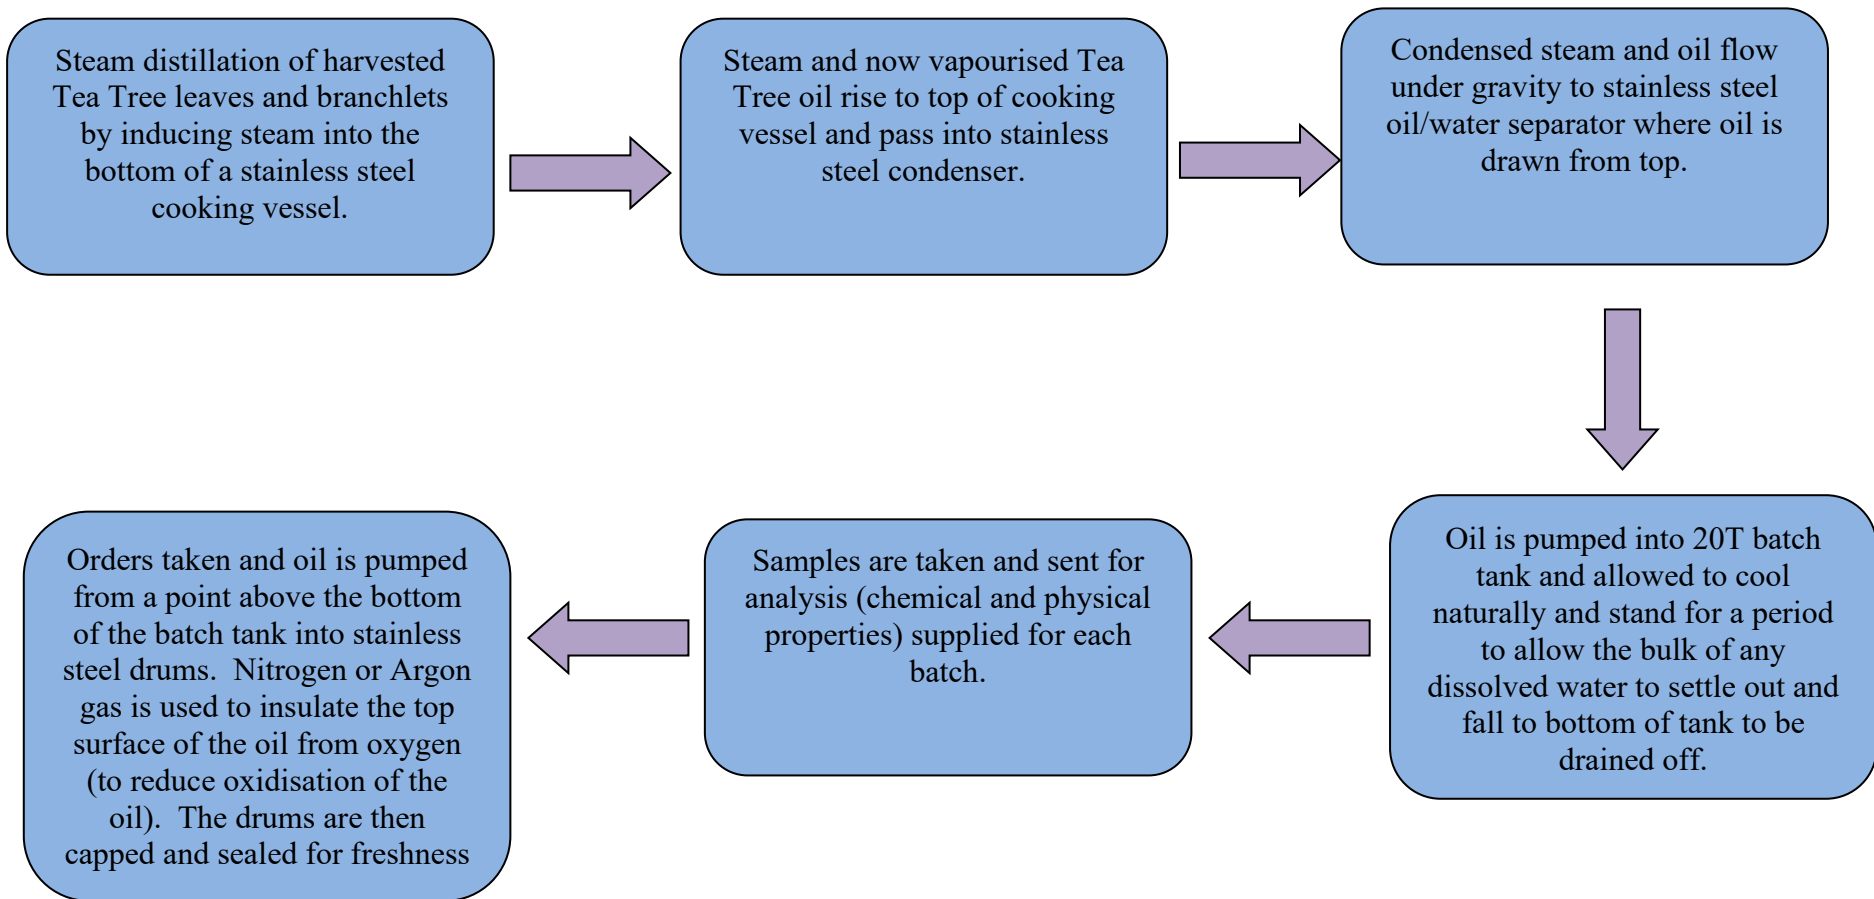 Steam distillation of harvested
Tea Tree leaves and branchlets
by inducing steam into the
bottom of a stainless steel
cooking vessel.
Steam and now vapourised Tea
Tree oil rise to top of cooking
vessel and pass into stainless
steel condenser.
Condensed steam and oil flow
under gravity to stainless steel
oil/water separator where oil is
drawn from top.
Oil is pumped into 20T batch
tank and allowed to cool
naturally and stand for a period
to allow the bulk of any
dissolved water to settle out and
fall to bottom of tank to be
drained off.
Samples are taken and sent for
analysis (chemical and physical
properties) supplied for each
batch.
Orders taken and oil is pumped
from a point above the bottom
of the batch tank into stainless
steel drums.  Nitrogen or Argon
gas is used to insulate the top
surface of the oil from oxygen
(to reduce oxidisation of the
oil).  The drums are then
capped and sealed for freshness